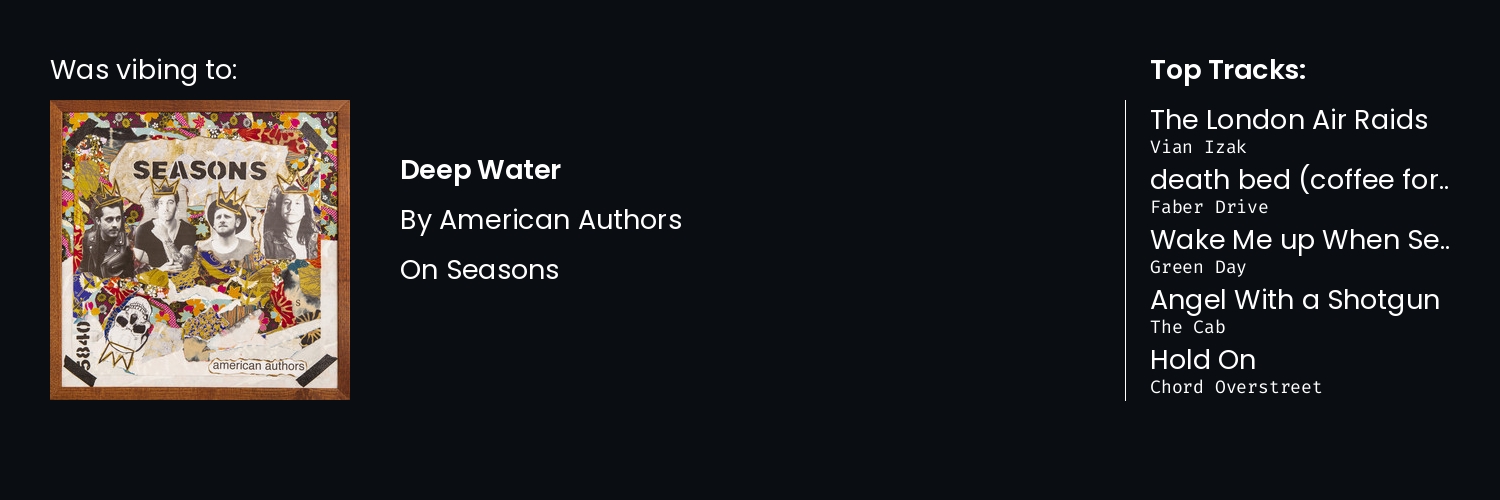 Was vibing to:
SEASONS
5840
american authors
Deep Water
By American Authors
On Seasons
Top Tracks:
The London Air Raids
Vian Izak
death bed (coffee for..
Faber Drive
Wake Me up When Se..
Green Day
Angel With a Shotgun
The Cab
Hold On
Chord Overstreet